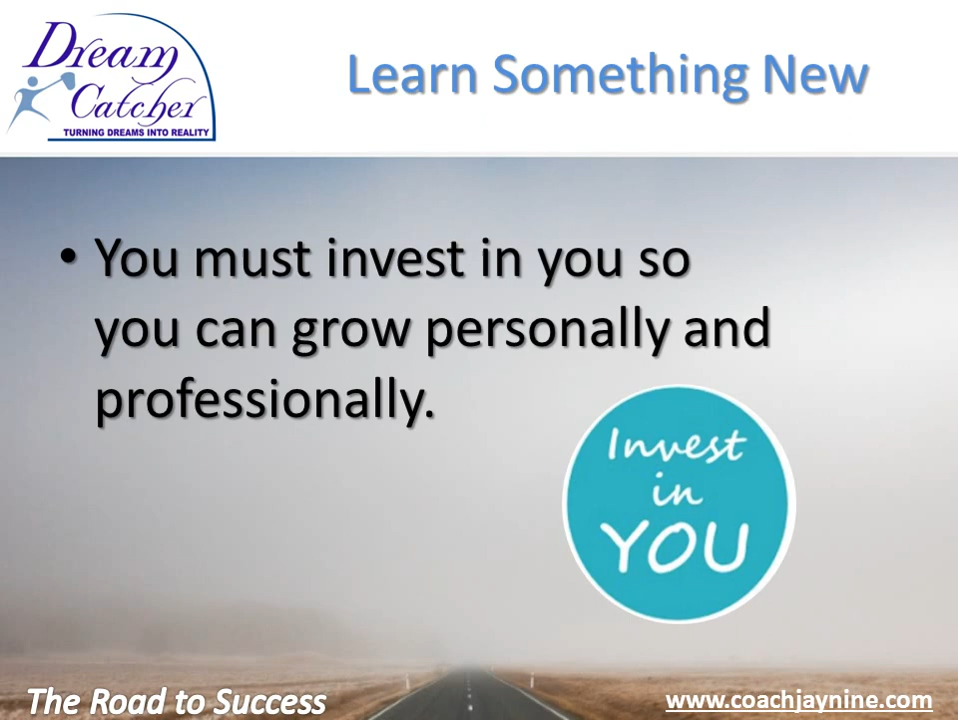 Dream
Catcher
TURNING DREAMS INTO REALITY
Learn Something New
• You must invest in you so
you can grow personally and
professionally.
Invest
in
YOU
The Road to Success
www.coachjaynine.com